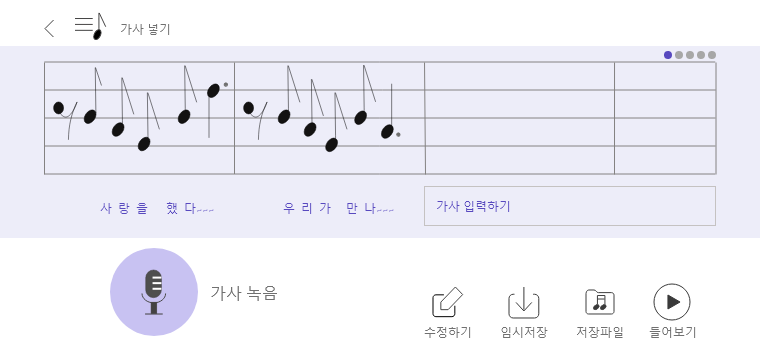 가사 넣기
사 랑 을 했 다~~~ 우 리 가 만 나~~~
가사 입력하기
가사 녹음
수정하기 임시저장 저장파일 들어보기